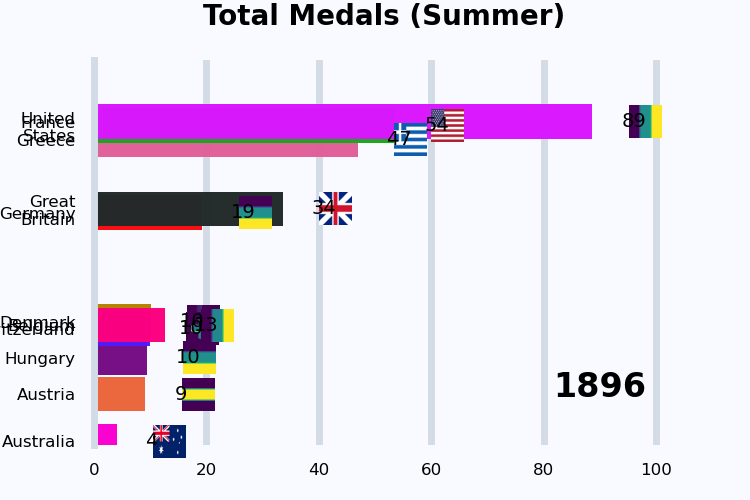 Total Medals (Summer)
United
States
France
Greece
54
89
47
Great
Britain
Germany
19
34
Denmark
13
Hungary
10
Austria
9
1896
Australia
4
0 20 40 60 80 100